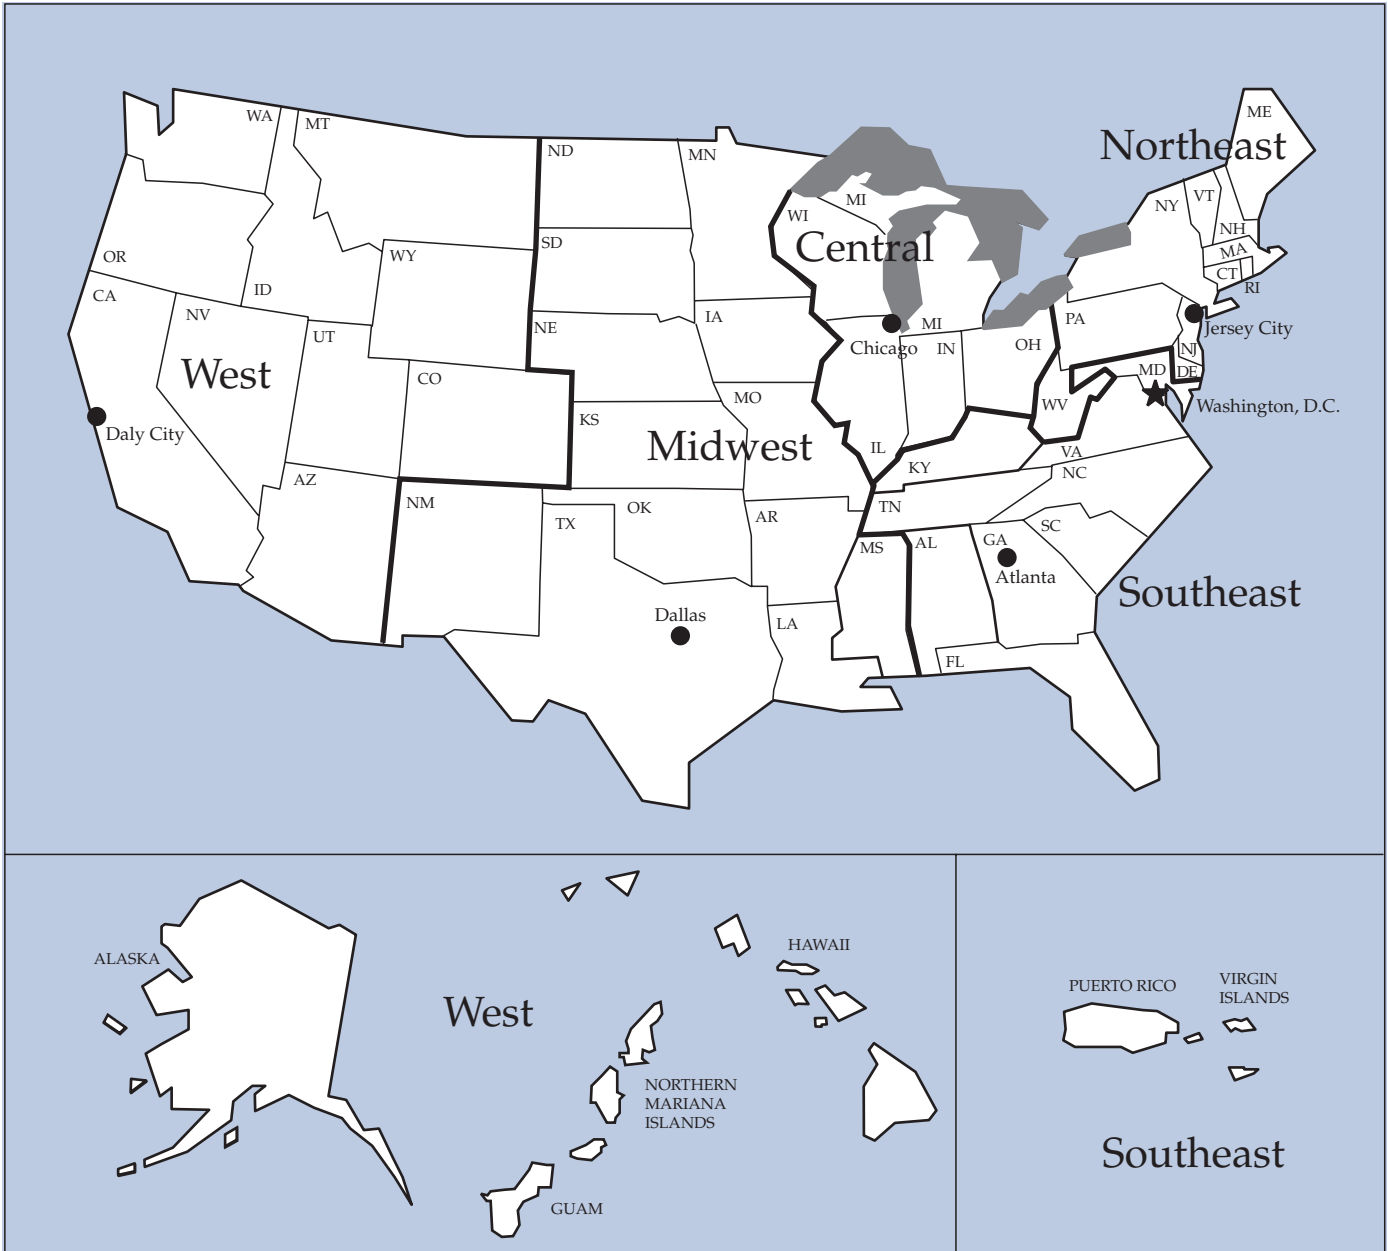 ME
Northeast
WA
MT
ND
MN
MI
VT
NY
WI
NH
Central
SD
MA
OR
WY
CT
RI
ID
CA
NV
NE
IA
MI
PA
Jersey City
UT
Chicago
IN
OH
NJ
West
CO
MD
DE
MO
WV
Washington, D.C.
KS
Daly City
Midwest
IL
VA
KY
NC
AZ
NM
OK
TN
TX
AR
SC
MS
AL
GA
Atlanta
Southeast
Dallas
LA
FL
HAWAII
ALASKA
VIRGIN
ISLANDS
PUERTO RICO
West
NORTHERN
MARIANA
ISLANDS
Southeast
GUAM